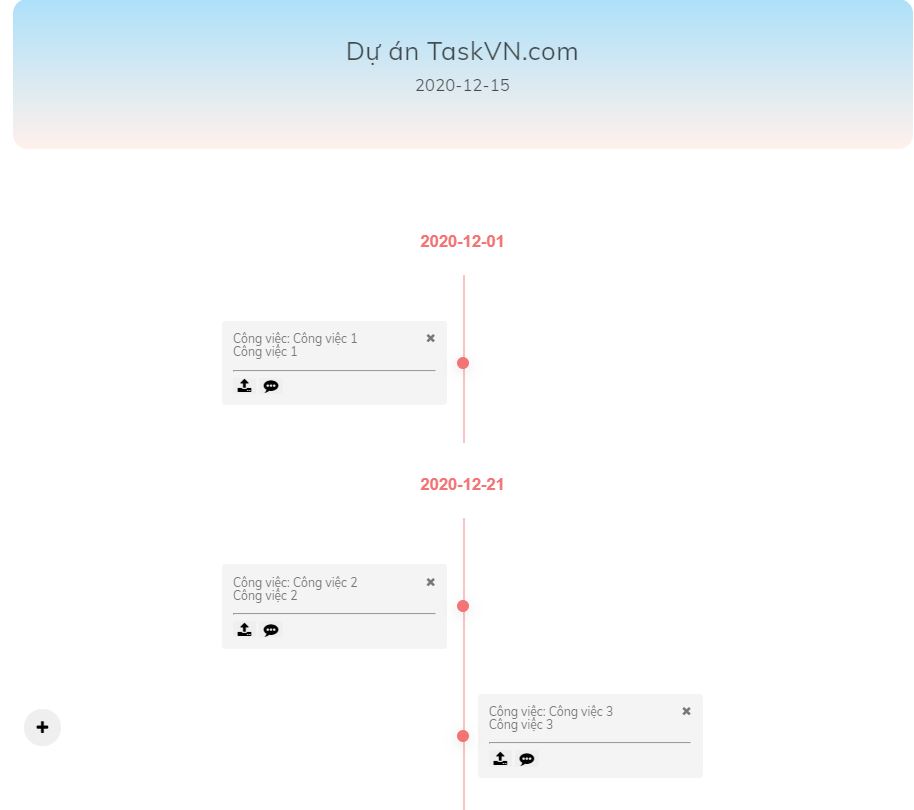 Dự án TaskVN.com
2020-12-15
2020-12-01
Công việc: Công việc 1
Công việc 1
2020-12-21
Công việc: Công việc 2
Công việc 2
Công việc: Công việc 3
Công việc 3